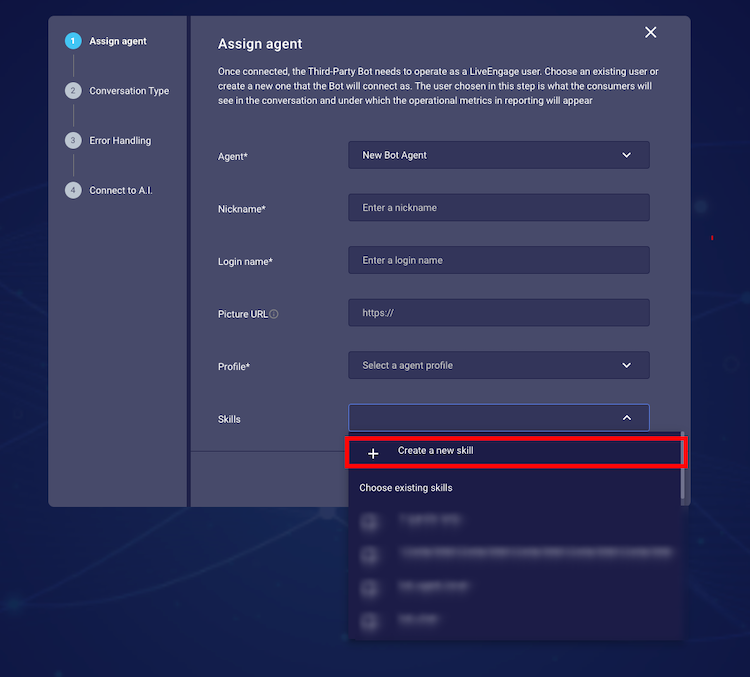 1 Assign agent
2 Conversation Type
3 Error Handling
4 Connect to A.I.
Assign agent
Once connected, the Third-Party Bot needs to operate as a LiveEngage user. Choose an existing user or
create a new one that the Bot will connect as. The user chosen in this step is what the consumers will
see in the conversation and under which the operational metrics in reporting will appear
Agent* New Bot Agent
Nickname* Enter a nickname
Login name* Enter a login name
Picture URL https://
Profile* Select a agent profile
Skills
Create a new skill
Choose existing skills